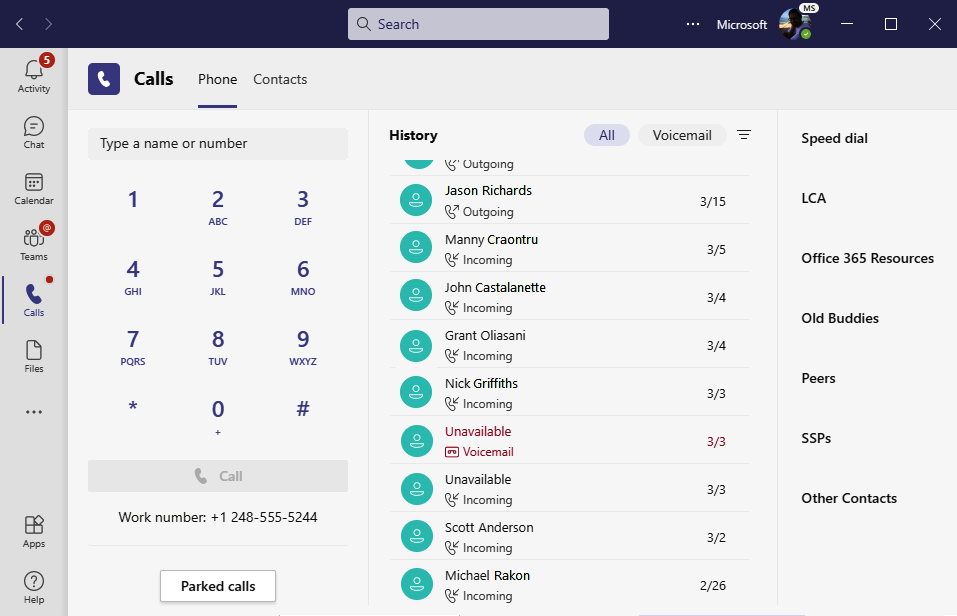 Search
Microsoft
MS
5
Activity
Chat
Calendar
@
Teams
Calls
Files
Apps
Help
Calls
Phone
Contacts
Type a name or number
1
2
3
ABC
DEF
4
5
6
GHI
JKL
MNO
7
8
9
PQRS
TUV
WXYZ
*
0
#
+
Call
Work number: +1 248-555-5244
Parked calls
History
All
Voicemail
Outgoing
Jason Richards
Outgoing
3/15
Manny Craontru
Incoming
3/5
John Castalanette
Incoming
3/4
Grant Oliasani
Incoming
3/4
Nick Griffiths
Incoming
3/3
Unavailable
Voicemail
3/3
Unavailable
Incoming
3/3
Scott Anderson
Incoming
3/2
Michael Rakon
Incoming
2/26
Speed dial
LCA
Office 365 Resources
Old Buddies
Peers
SSPs
Other Contacts